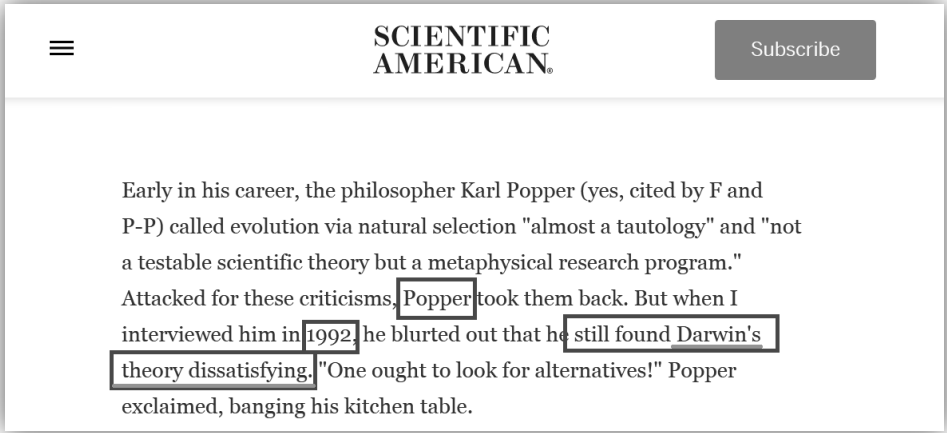 SCIENTIFIC
AMERICAN®
Subscribe
Early in his career, the philosopher Karl Popper (yes, cited by F and
P-P) called evolution via natural selection "almost a tautology" and "not
a testable scientific theory but a metaphysical research program."
Attacked for these criticisms, Popper took them back. But when I
interviewed him in 1992, he blurted out that he still found Darwin's
theory dissatisfying. "One ought to look for alternatives!" Popper
exclaimed, banging his kitchen table.